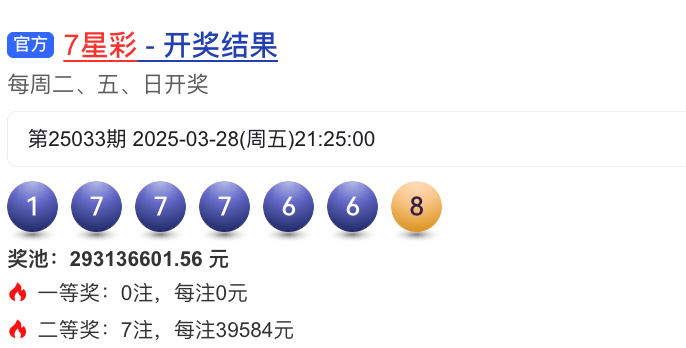 官方 7星彩 - 开奖结果
每周二、五、日开奖
第25033期 2025-03-28(周五)21:25:00
1 7 7 7 6 6 8
奖池：293136601.56 元
一等奖：0注，每注0元
二等奖：7注，每注39584元